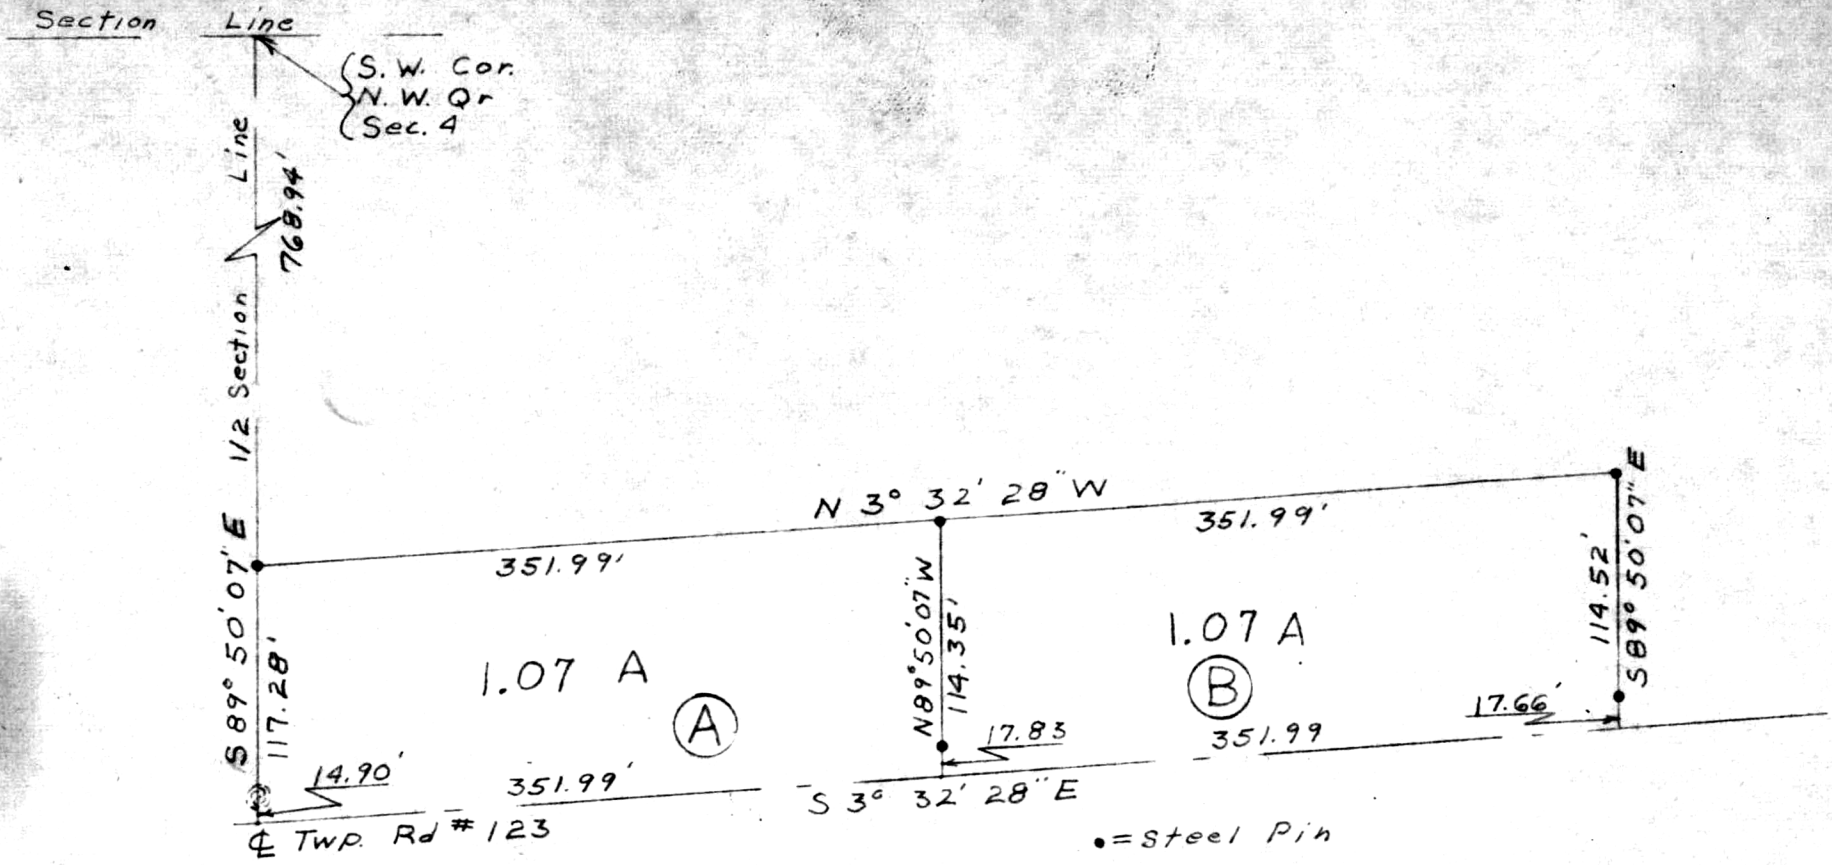 Section Line
S. W. Cor.
N. W. Qr
Sec. 4
1/2 Section Line
768.94'
S 89° 50' 07" E
117.28'
14.90'
N 3° 32' 28" W
351.99'
351.99'
N 89° 50' 07" W
114.35'
17.83
1.07 A
A
1.07 A
B
114.52'
S 89° 50' 07" E
17.66'
351.99'
351.99
S 3° 32' 28" E
℄ Twp. Rd # 123
• = Steel Pin